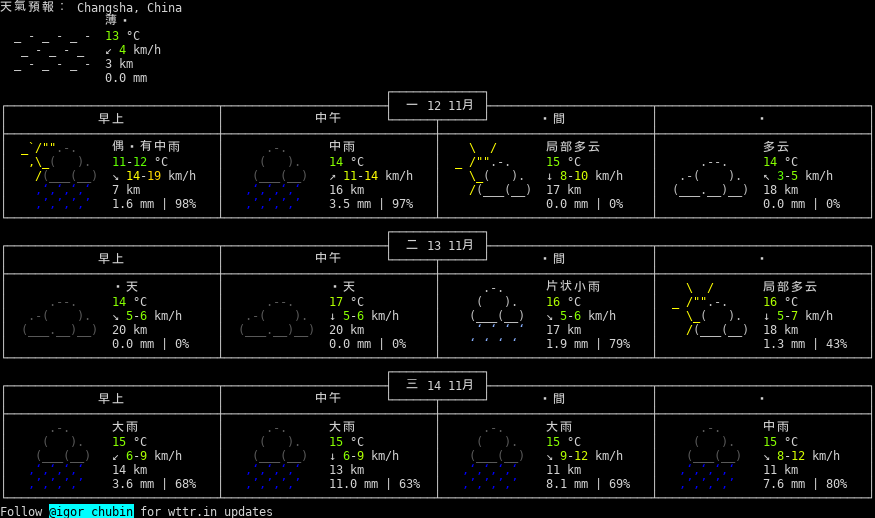 天氣預報： Changsha, China
薄・
13 °C
↙ 4 km/h
3 km
0.0 mm
一 12 11月
早上 中午 ・間 ・
偶・有中雨 中雨 局部多云 多云
11-12 °C 14 °C 15 °C 14 °C
↘ 14-19 km/h ↗ 11-14 km/h ↓ 8-10 km/h ↖ 3-5 km/h
7 km 16 km 17 km 18 km
1.6 mm | 98% 3.5 mm | 97% 0.0 mm | 0% 0.0 mm | 0%
二 13 11月
早上 中午 ・間 ・
・天 ・天 片状小雨 局部多云
14 °C 17 °C 16 °C 16 °C
↘ 5-6 km/h ↓ 5-6 km/h ↘ 5-6 km/h ↓ 5-7 km/h
20 km 20 km 17 km 18 km
0.0 mm | 0% 0.0 mm | 0% 1.9 mm | 79% 1.3 mm | 43%
三 14 11月
早上 中午 ・間 ・
大雨 大雨 大雨 中雨
15 °C 15 °C 15 °C 15 °C
↙ 6-9 km/h ↓ 6-9 km/h ↘ 9-12 km/h ↘ 8-12 km/h
14 km 13 km 11 km 11 km
3.6 mm | 68% 11.0 mm | 63% 8.1 mm | 69% 7.6 mm | 80%
Follow @igor_chubin for wttr.in updates